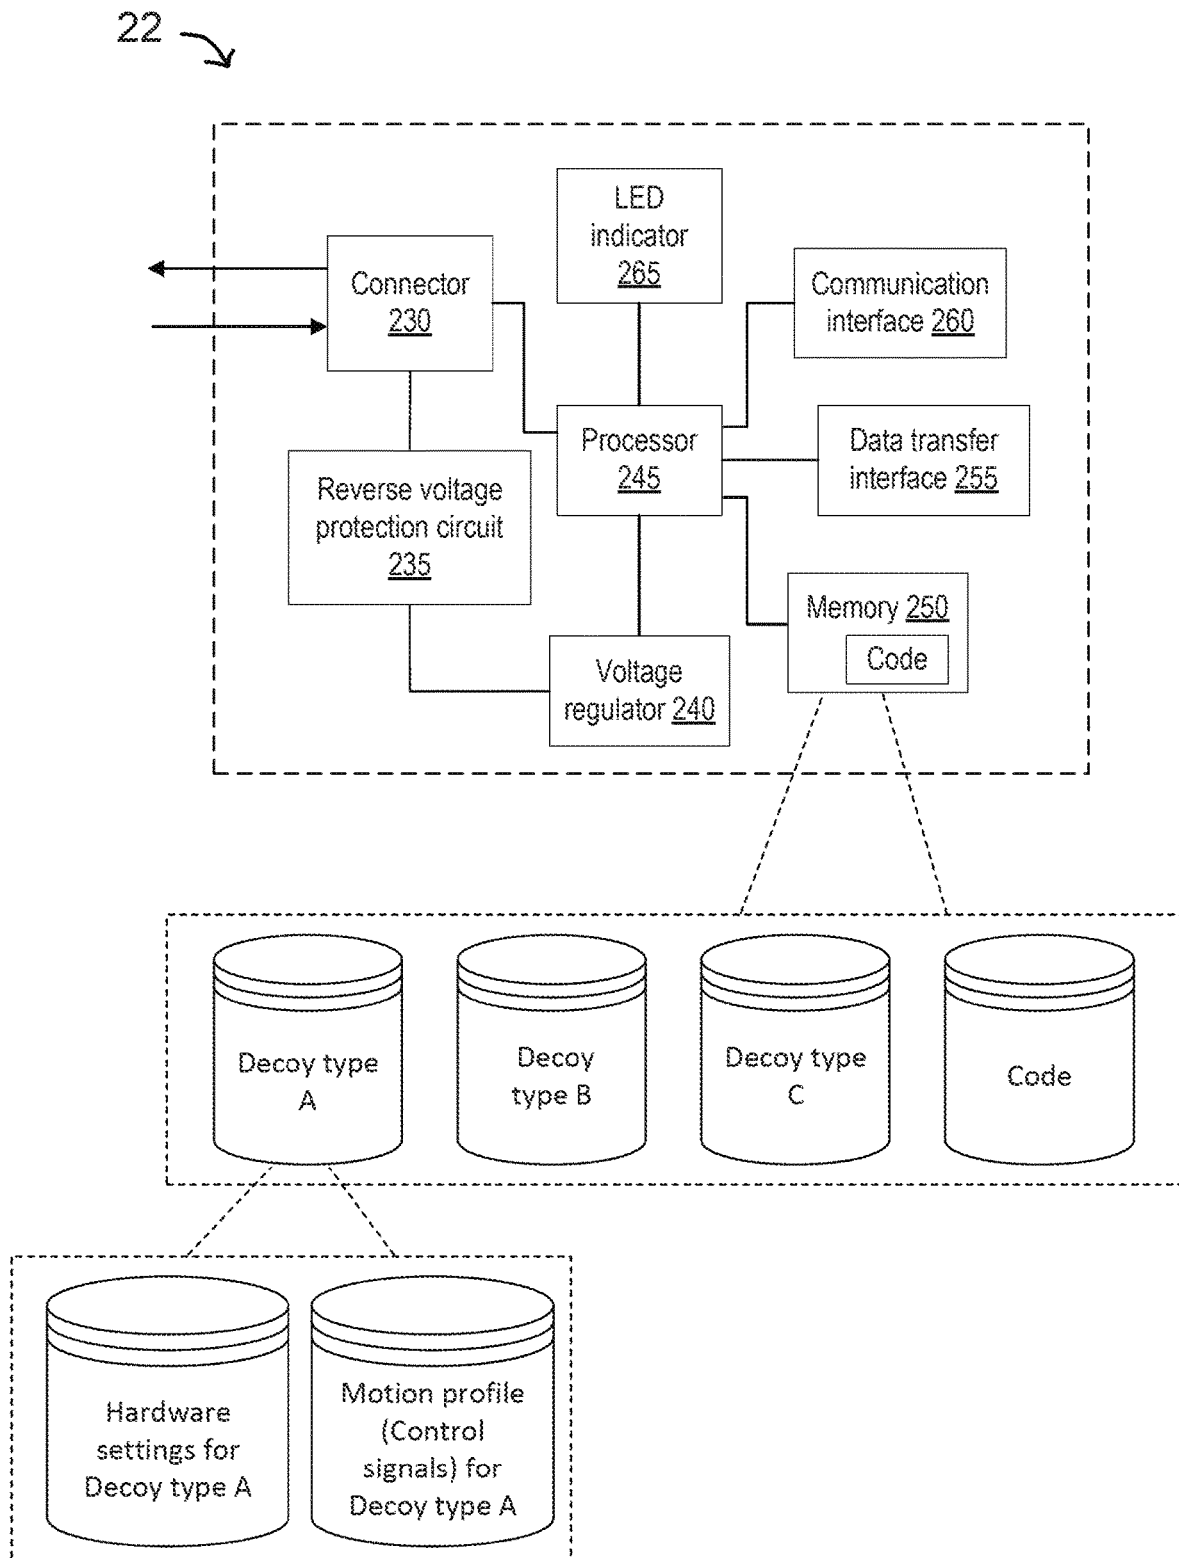 22
LED
indicator
265
Connector
230
Communication
interface 260
Processor
245
Data transfer
interface 255
Reverse voltage
protection circuit
235
Memory 250
Code
Voltage
regulator 240
Decoy type
A
Decoy
type B
Decoy type
C
Code
Hardware
settings for
Decoy type A
Motion profile
(Control
signals) for
Decoy type A